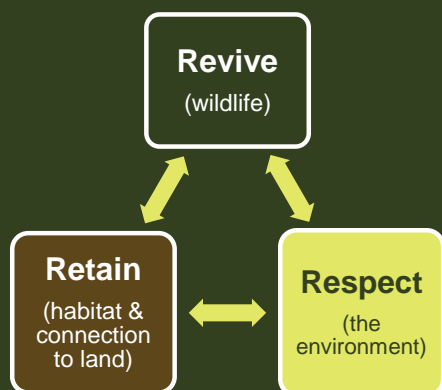 Revive
(wildlife)
Retain
(habitat &
connection
to land)
Respect
(the
environment)